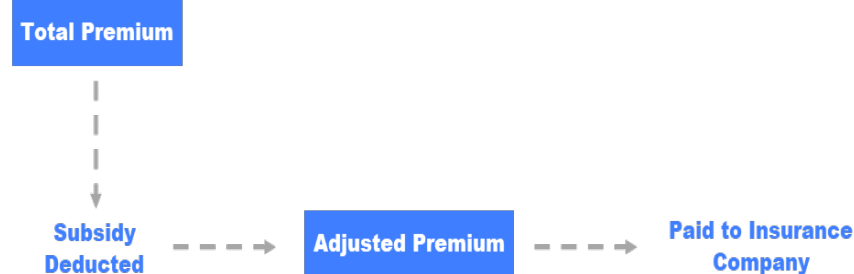 Total Premium
Subsidy
Deducted
Adjusted Premium
Paid to Insurance
Company